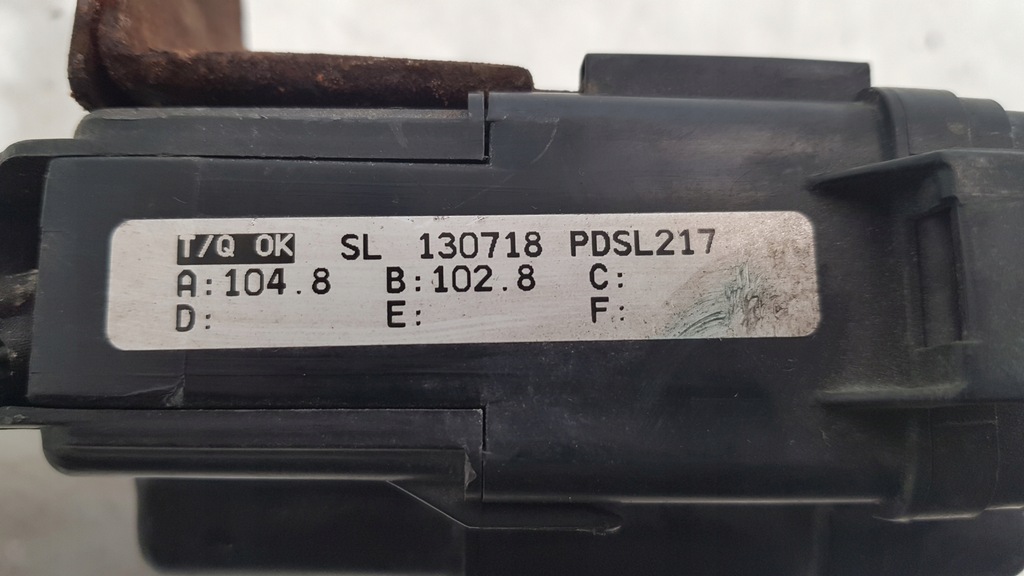 T/Q OK SL 130718 PDSL217
A:104.8 B:102.8 C:
D: E: F: